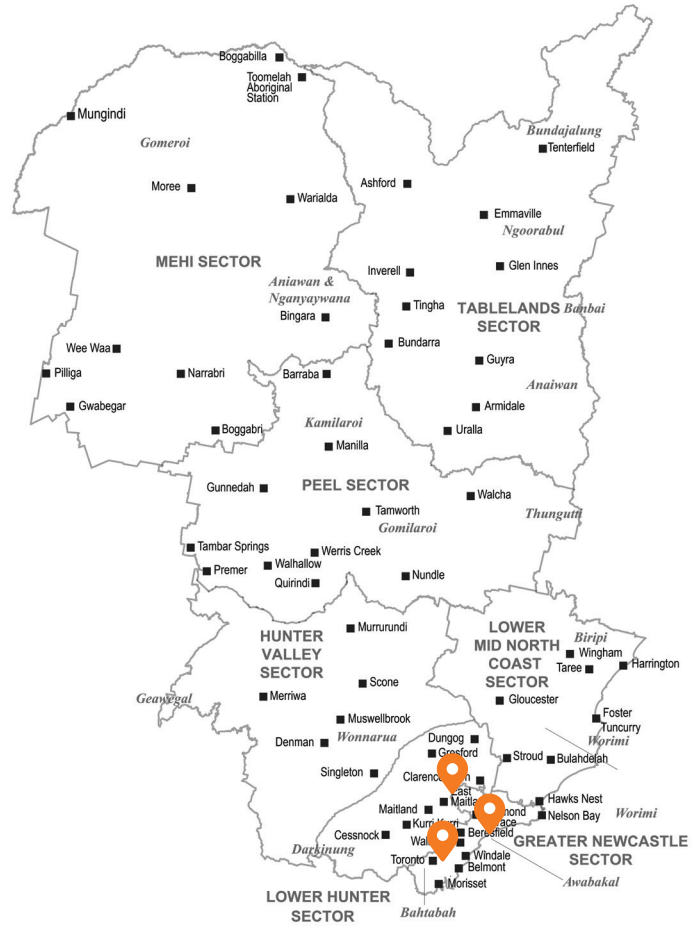 Boggabilla
Toomelah
Aboriginal
Station
Mungindi
Bundajalung
Tenterfield
Gomeroi
Moree
Warialda
Ashford
Emmaville
Ngoorabul
MEHI SECTOR
Inverell
Glen Innes
Aniawan &
Nganyaywana
Bingara
Tingha
TABLELANDS
SECTOR
Banbai
Wee Waa
Bundarra
Guyra
Pilliga
Narrabri
Barraba
Anaiwan
Gwabegar
Armidale
Boggabri
Kamilaroi
Uralla
Manilla
Gunnedah
PEEL SECTOR
Walcha
Tamworth
Gomilaroi
Thungutti
Tambar Springs
Werris Creek
Premer
Walhallow
Quirindi
Nundle
HUNTER
VALLEY
SECTOR
Murrurundi
LOWER
MID NORTH
COAST
SECTOR
Biripi
Wingham
Taree
Harrington
Geawegal
Merriwa
Scone
Gloucester
Muswellbrook
Wonnarua
Foster
Tuncurry
Worimi
Denman
Dungog
Gresford
Stroud
Bulahdelah
Singleton
East
Maitland
Hawks Nest
Nelson Bay
Worimi
Kurri Kurri
Cessnock
Beresfield
GREATER NEWCASTLE
SECTOR
Darkinung
Toronto
Windale
Belmont
Awabakal
Morisset
LOWER HUNTER
SECTOR
Bahtabah